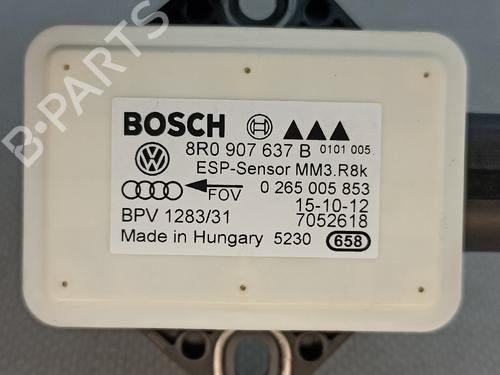 B-PARTS
BOSCH
8R0 907 637 B 0101 005
ESP-Sensor MM3.R8k
FOV 0 265 005 853
15-10-12
BPV 1283/31 7052618
Made in Hungary 5230 658